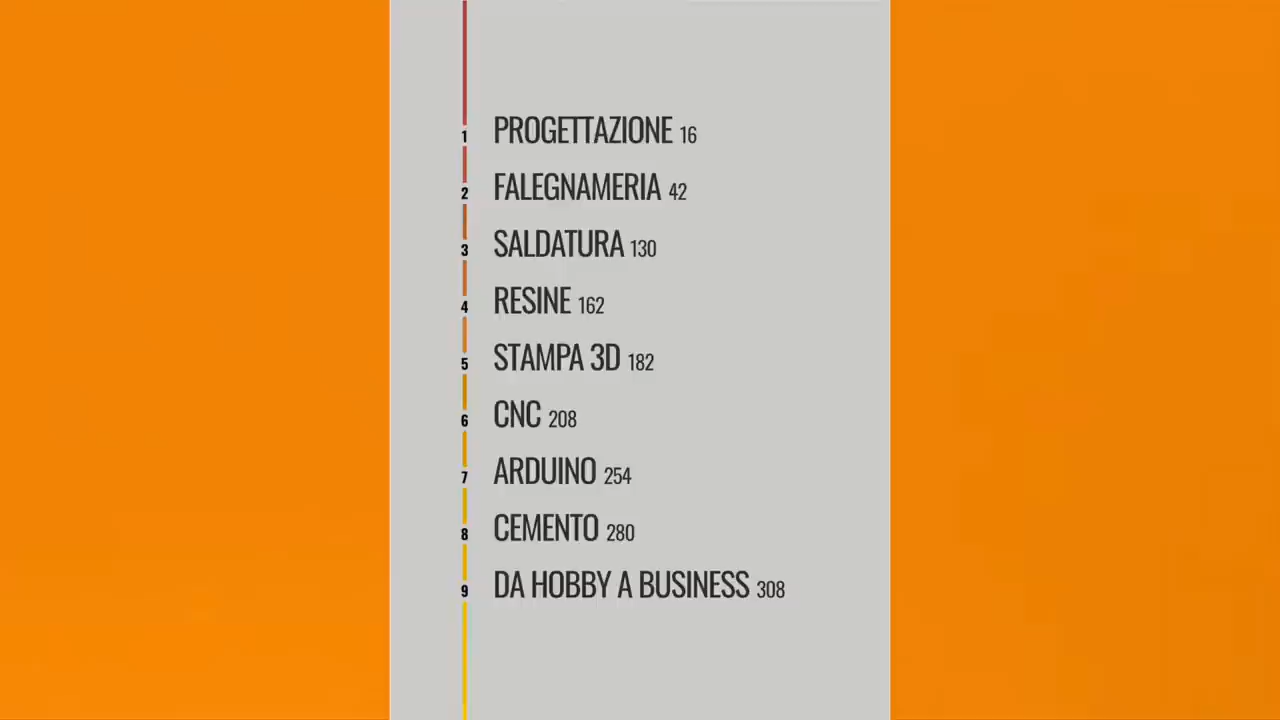 1 PROGETTAZIONE 16
2 FALEGNAMERIA 42
3 SALDATURA 130
4 RESINE 162
5 STAMPA 3D 182
6 CNC 208
7 ARDUINO 254
8 CEMENTO 280
9 DA HOBBY A BUSINESS 308